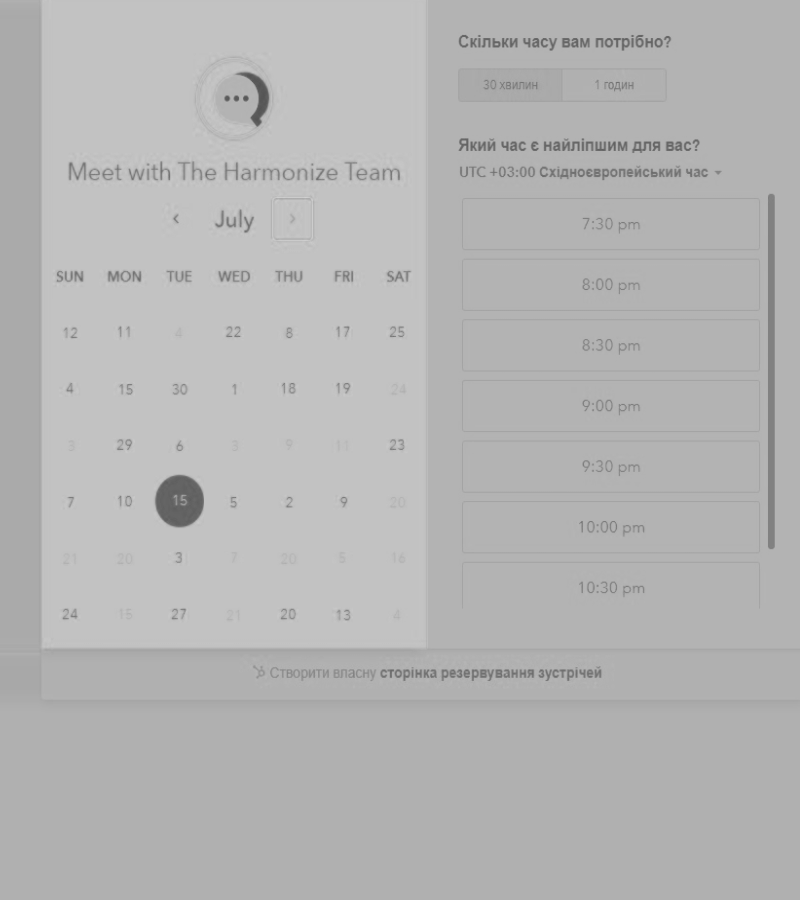 Meet with The Harmonize Team
July
SUN MON TUE WED THU FRI SAT
12 11 4 22 8 17 25
4 15 30 1 18 19 24
3 29 6 3 9 11 23
7 10 15 5 2 9 20
21 20 3 7 20 5 16
24 15 27 21 20 13 4
Скільки часу вам потрібно?
30 хвилин 1 годин
Який час є найліпшим для вас?
UTC +03:00 Східноєвропейський час
7:30 pm
8:00 pm
8:30 pm
9:00 pm
9:30 pm
10:00 pm
10:30 pm
Створити власну сторінка резервування зустрічей